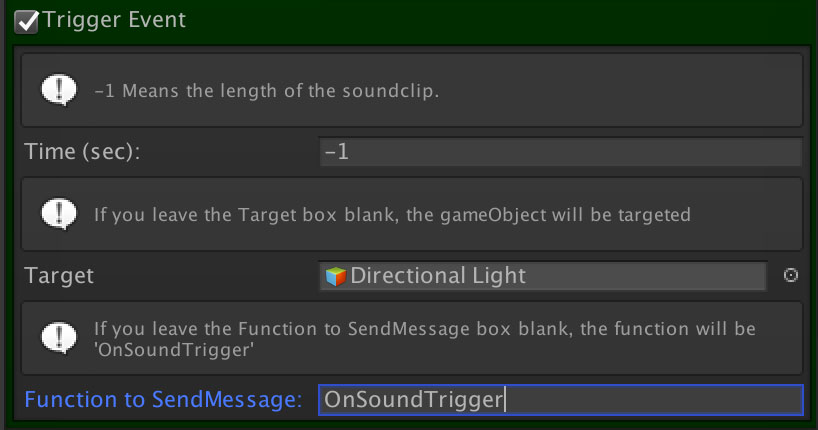 Trigger Event
-1 Means the length of the soundclip.
Time (sec): -1
If you leave the Target box blank, the gameObject will be targeted
Target Directional Light
If you leave the Function to SendMessage box blank, the function will be
'OnSoundTrigger'
Function to SendMessage: OnSoundTrigger